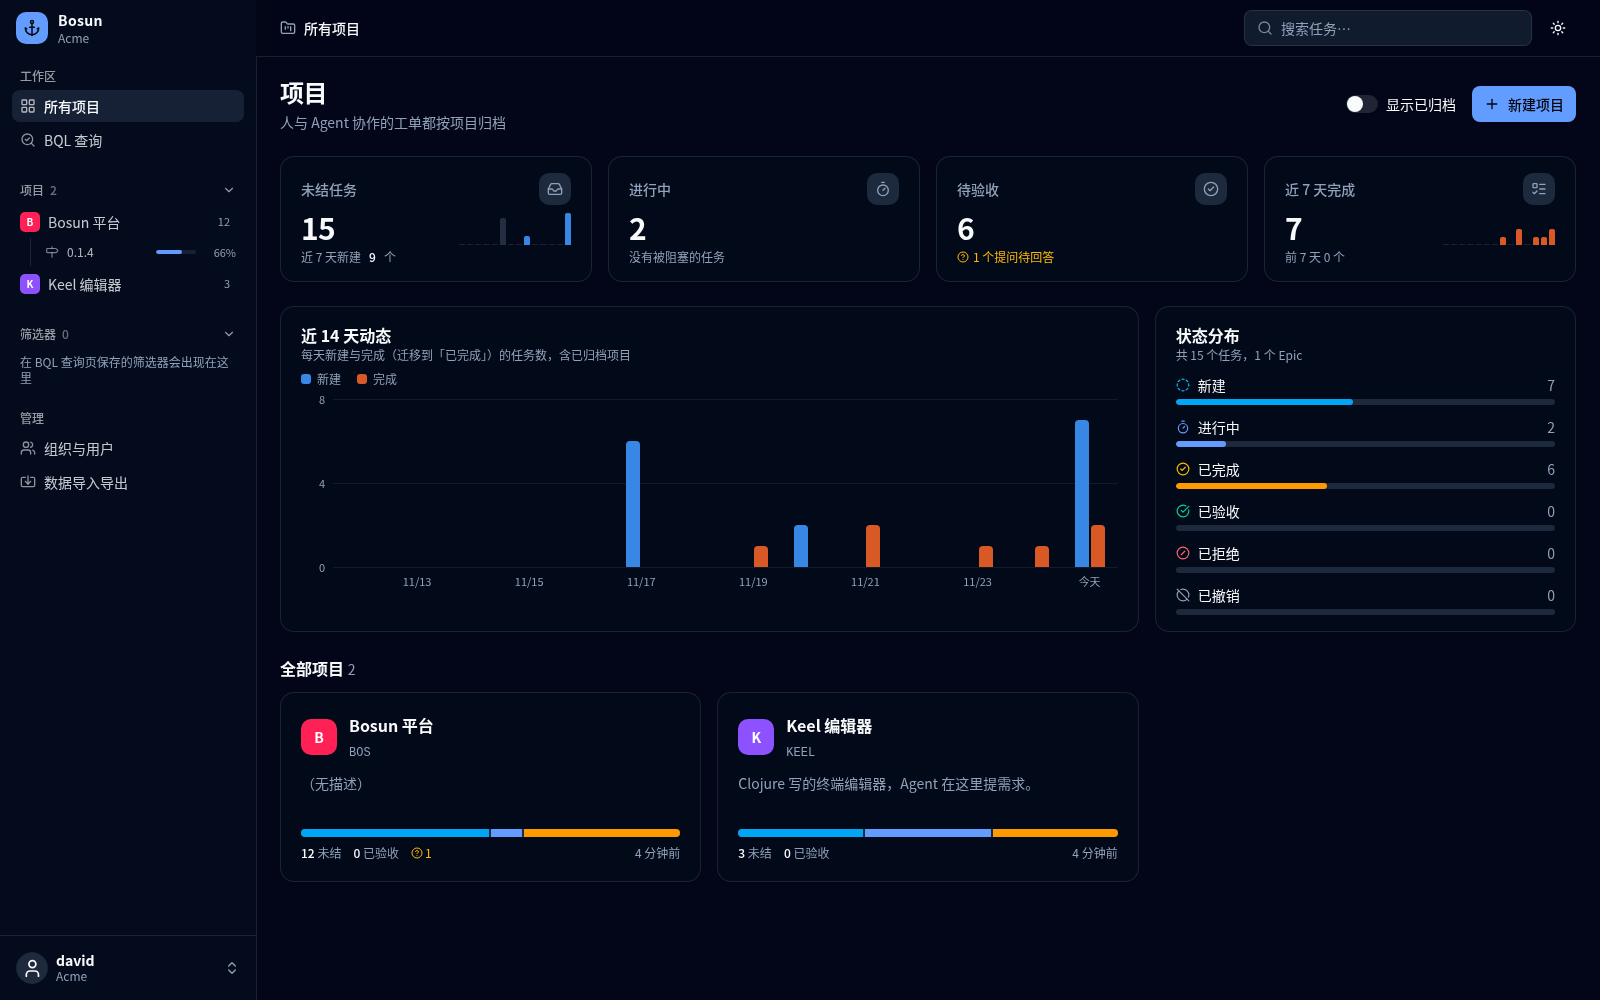 Bosun
Acme
工作区
所有项目
BQL 查询
项目 2
B Bosun 平台 12
0.1.4 66%
K Keel 编辑器 3
筛选器 0
在 BQL 查询页保存的筛选器会出现在这
里
管理
组织与用户
数据导入导出
david
Acme
所有项目
搜索任务…
项目
人与 Agent 协作的工单都按项目归档
显示已归档
新建项目
未结任务
15
近 7 天新建 9 个
进行中
2
没有被阻塞的任务
待验收
6
1 个提问待回答
近 7 天完成
7
前 7 天 0 个
近 14 天动态
每天新建与完成（迁移到「已完成」）的任务数，含已归档项目
新建 完成
8
4
0
11/13 11/15 11/17 11/19 11/21 11/23 今天
状态分布
共 15 个任务，1 个 Epic
新建 7
进行中 2
已完成 6
已验收 0
已拒绝 0
已撤销 0
全部项目 2
B Bosun 平台
BOS
（无描述）
12 未结 0 已验收 1 4 分钟前
K Keel 编辑器
KEEL
Clojure 写的终端编辑器，Agent 在这里提需求。
3 未结 0 已验收 4 分钟前